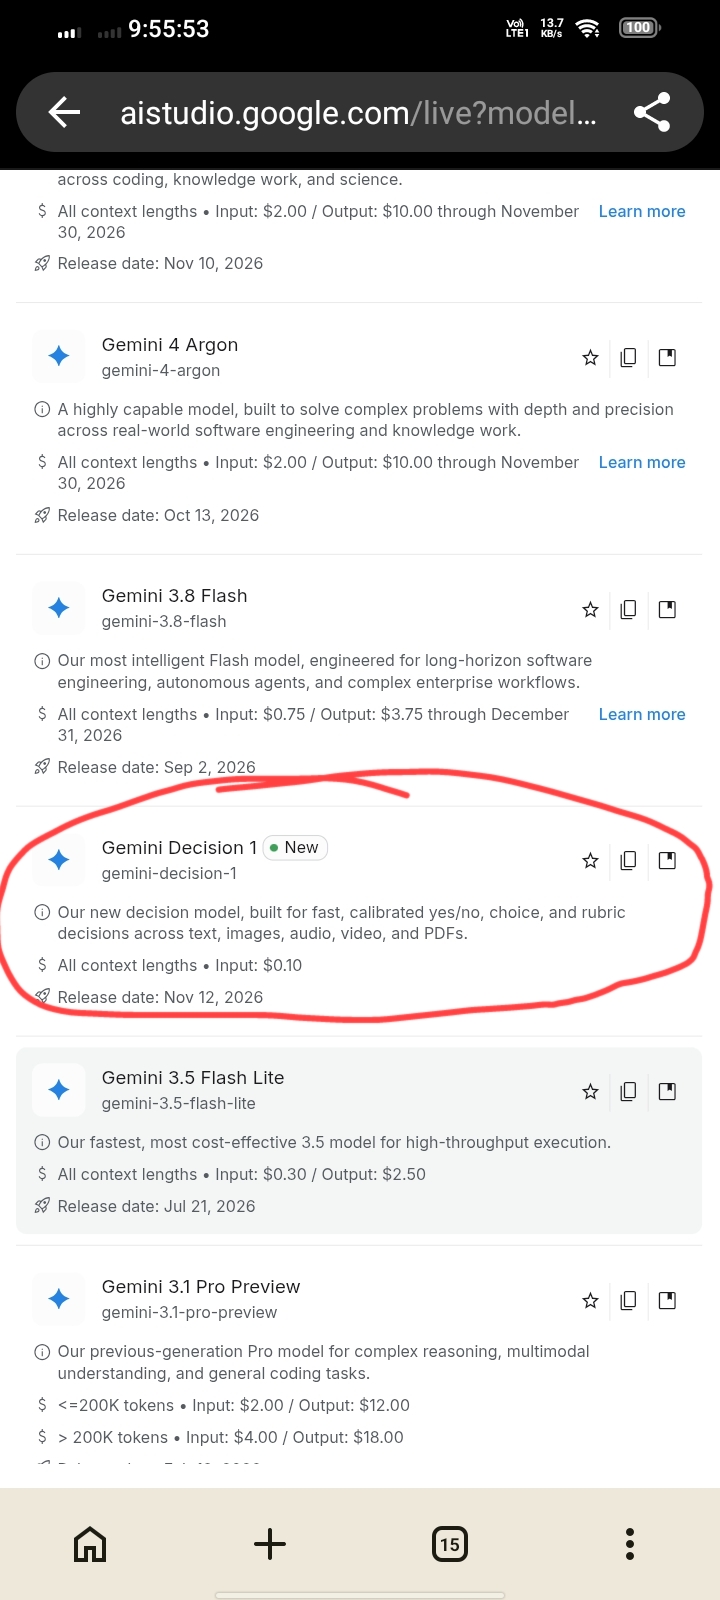 9:55:53
Vo) LTE1
13.7 KB/s
100
aistudio.google.com/live?model...
across coding, knowledge work, and science.
$ All context lengths • Input: $2.00 / Output: $10.00 through November 30, 2026 Learn more
Release date: Nov 10, 2026
Gemini 4 Argon
gemini-4-argon
A highly capable model, built to solve complex problems with depth and precision
across real-world software engineering and knowledge work.
$ All context lengths • Input: $2.00 / Output: $10.00 through November Learn more
30, 2026
Release date: Oct 13, 2026
Gemini 3.8 Flash
gemini-3.8-flash
Our most intelligent Flash model, engineered for long-horizon software
engineering, autonomous agents, and complex enterprise workflows.
$ All context lengths • Input: $0.75 / Output: $3.75 through December Learn more
31, 2026
Release date: Sep 2, 2026
Gemini Decision 1 • New
gemini-decision-1
Our new decision model, built for fast, calibrated yes/no, choice, and rubric
decisions across text, images, audio, video, and PDFs.
$ All context lengths • Input: $0.10
Release date: Nov 12, 2026
Gemini 3.5 Flash Lite
gemini-3.5-flash-lite
Our fastest, most cost-effective 3.5 model for high-throughput execution.
$ All context lengths • Input: $0.30 / Output: $2.50
Release date: Jul 21, 2026
Gemini 3.1 Pro Preview
gemini-3.1-pro-preview
Our previous-generation Pro model for complex reasoning, multimodal
understanding, and general coding tasks.
$ <=200K tokens • Input: $2.00 / Output: $12.00
$ > 200K tokens • Input: $4.00 / Output: $18.00
15